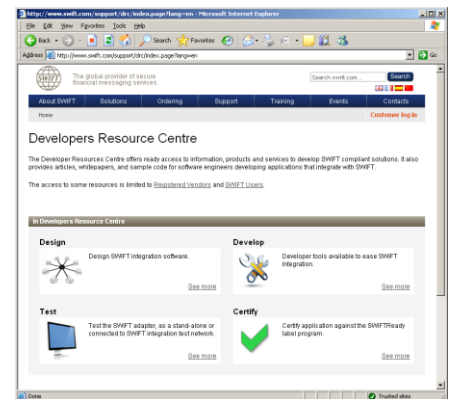 http://www.swift.com/support/drc/index.page?lang=en - Microsoft Internet Explorer
File Edit View Favorites Tools Help
Back Search Favorites
Address http://www.swift.com/support/drc/index.page?lang=en Go
SWIFT The global provider of secure financial messaging services
Search swift.com... Search
About SWIFT Solutions Ordering Support Training Events Contacts
Home Customer log in
Developers Resource Centre
The Developer Resources Centre offers ready access to information, products and services to develop SWIFT compliant solutions. It also
provides articles, whitepapers, and sample code for software engineers developing applications that integrate with SWIFT.
The access to some resources is limited to Registered Vendors and SWIFT Users.
In Developers Resource Centre
Design
Design SWIFT integration software.
See more
Develop
Developer tools available to ease SWIFT
integration.
See more
Test
Test the SWIFT adapter, as a stand-alone or
connected to SWIFT integration test network.
See more
Certify
Certify application against the SWIFTReady
label program.
See more
Done Trusted sites